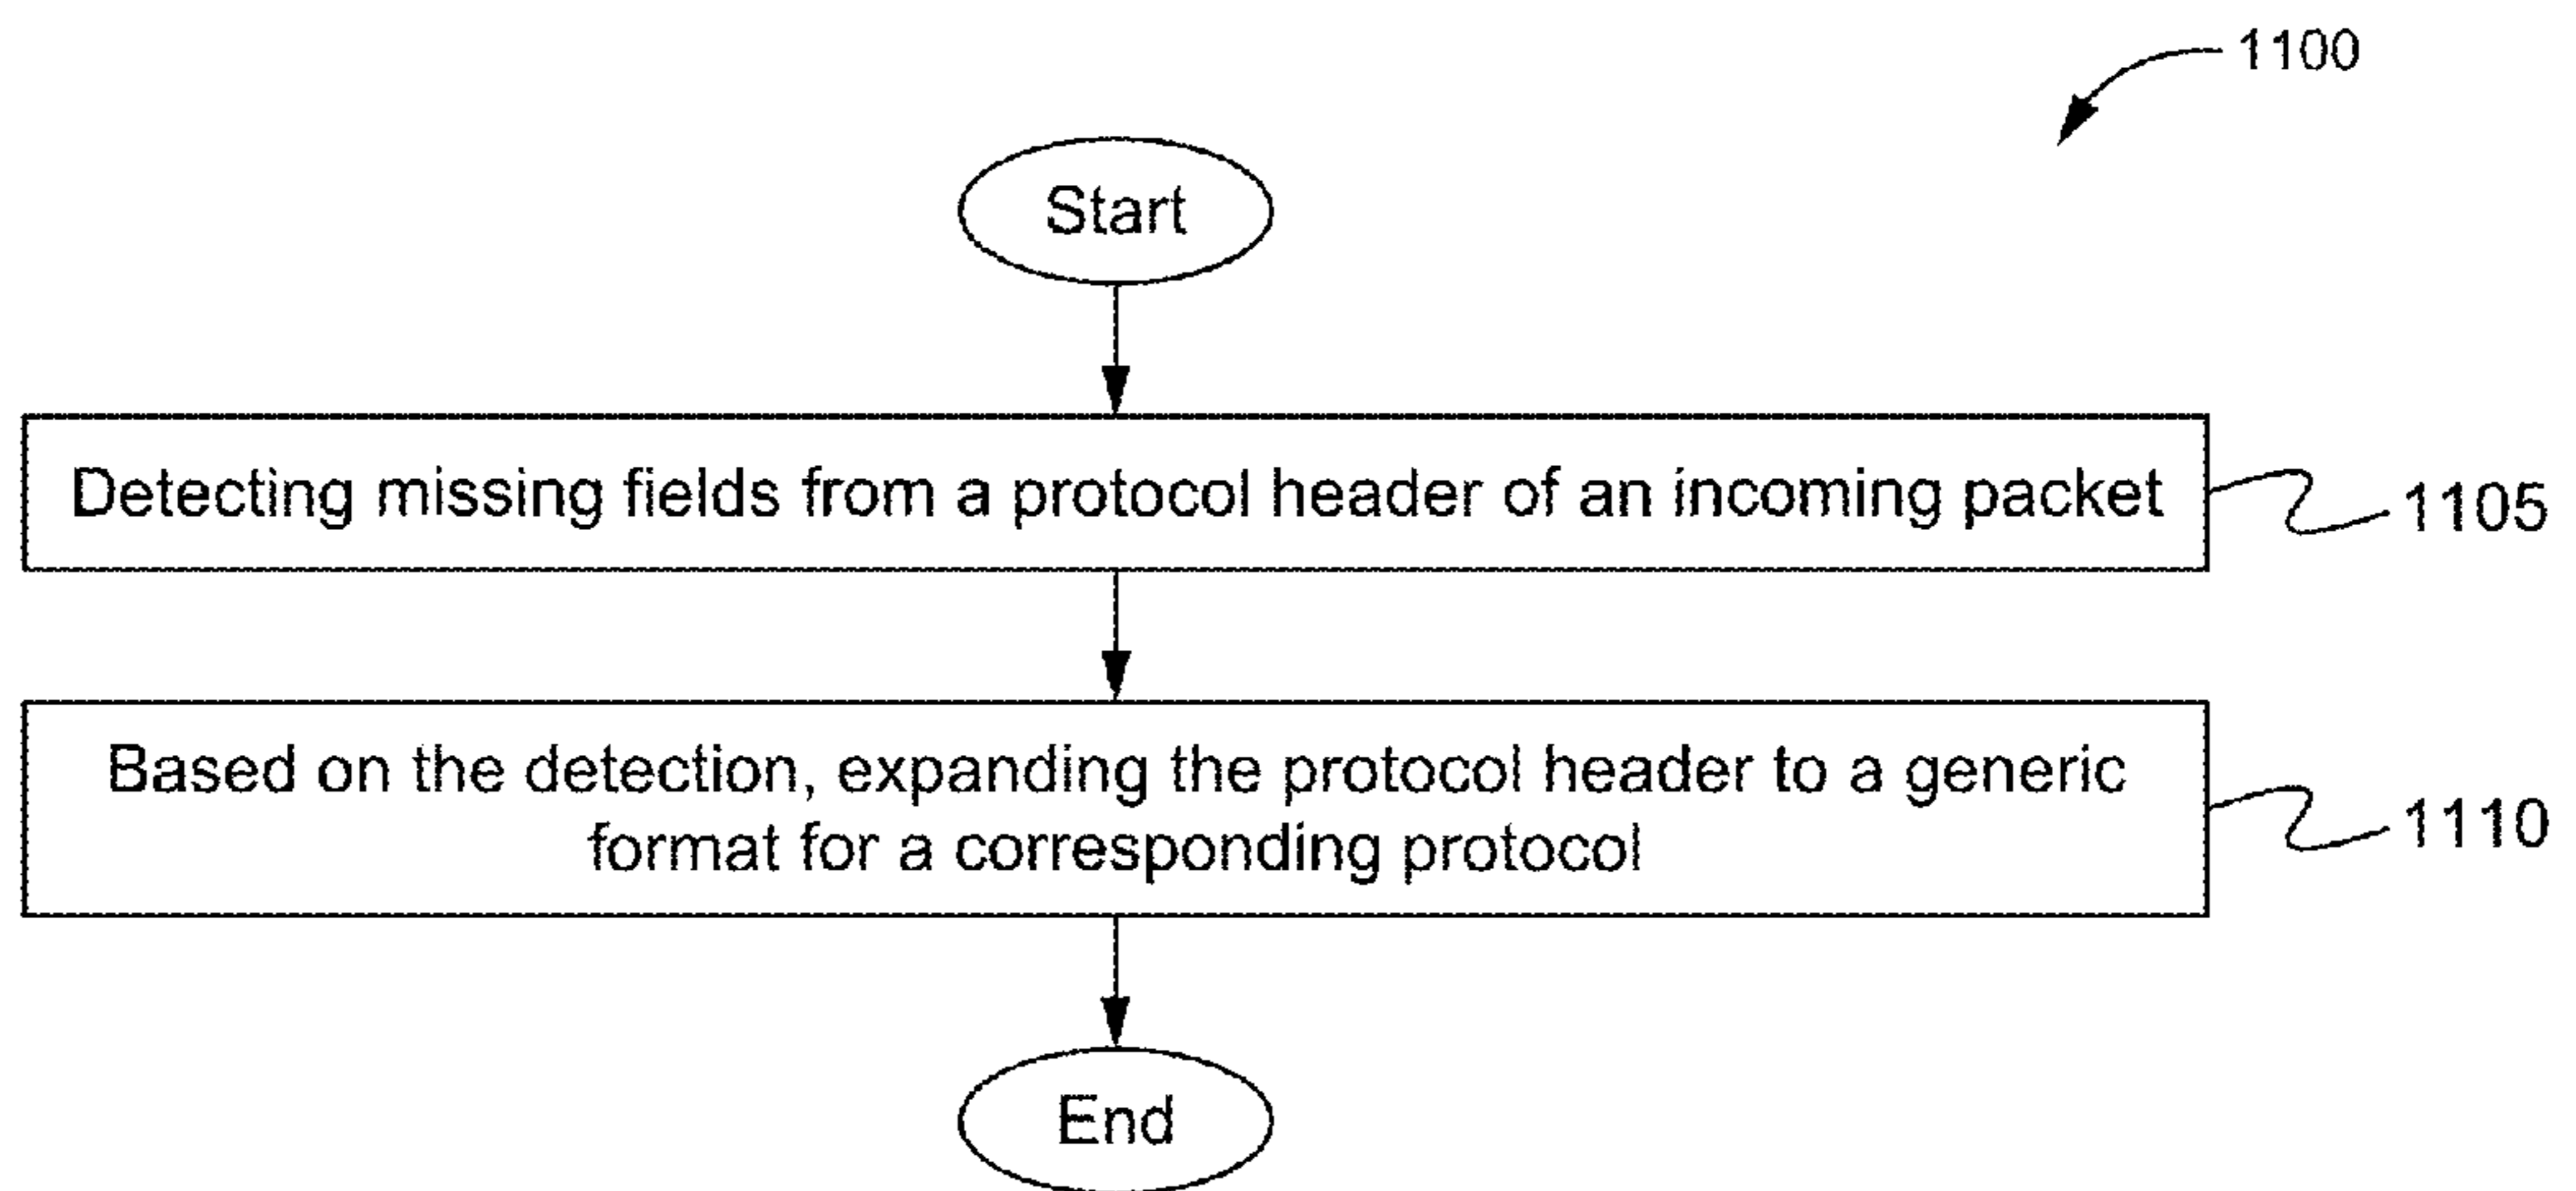 1100
Start
Detecting missing fields from a protocol header of an incoming packet
1105
Based on the detection, expanding the protocol header to a generic
format for a corresponding protocol
1110
End